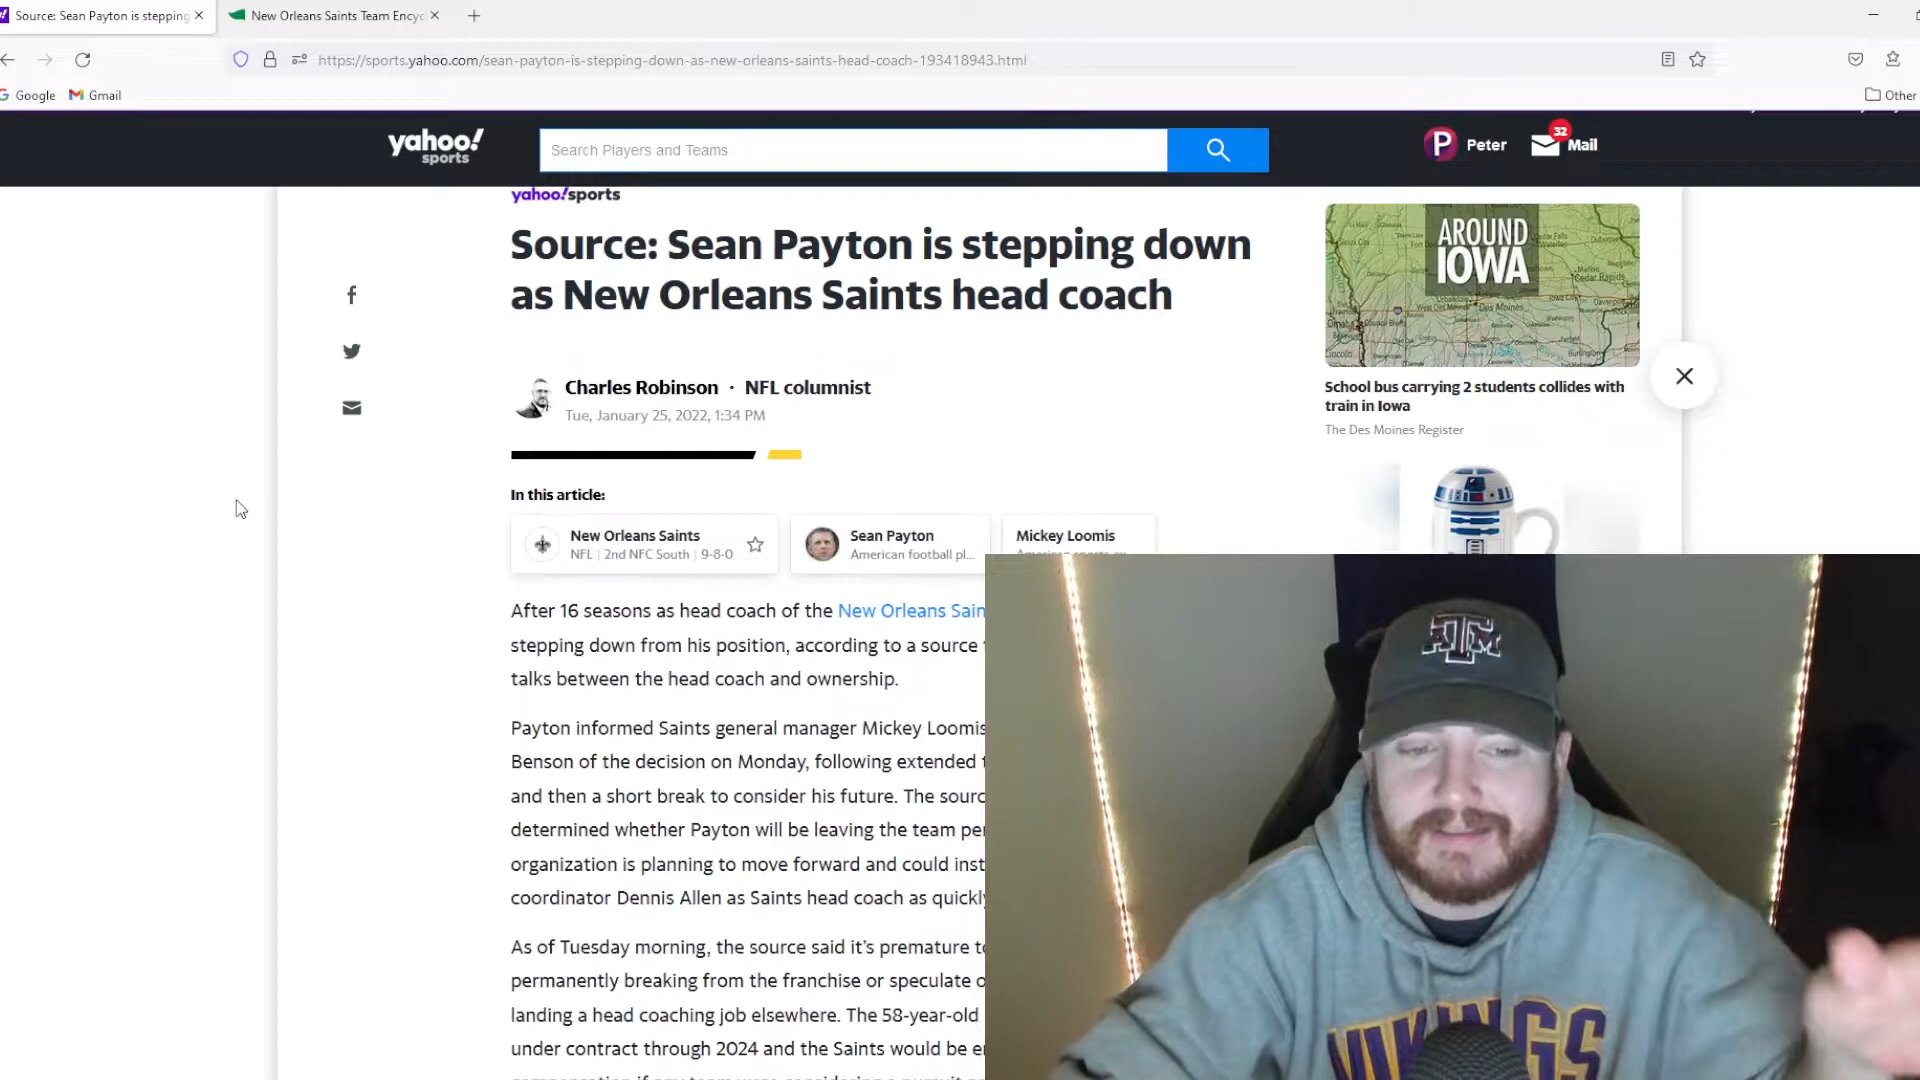 Source: Sean Payton is stepping
New Orleans Saints Team Ency
https://sports.yahoo.com/sean-payton-is-stepping-down-as-new-orleans-saints-head-coach-193418943.html
Google Gmail Other
yahoo!
sports
Search Players and Teams
P Peter 32 Mail
yahoo!sports
Source: Sean Payton is stepping down
as New Orleans Saints head coach
Charles Robinson · NFL columnist
Tue, January 25, 2022, 1:34 PM
In this article:
New Orleans Saints
NFL | 2nd NFC South | 9-8-0
Sean Payton
American football pl...
Mickey Loomis
After 16 seasons as head coach of the New Orleans Sain
stepping down from his position, according to a source
talks between the head coach and ownership.
Payton informed Saints general manager Mickey Loomis
Benson of the decision on Monday, following extended
and then a short break to consider his future. The sourc
determined whether Payton will be leaving the team pe
organization is planning to move forward and could inst
coordinator Dennis Allen as Saints head coach as quickly
As of Tuesday morning, the source said it's premature to
permanently breaking from the franchise or speculate o
landing a head coaching job elsewhere. The 58-year-old
under contract through 2024 and the Saints would be e
AROUND
IOWA
School bus carrying 2 students collides with
train in Iowa
The Des Moines Register
ATM
VIKINGS